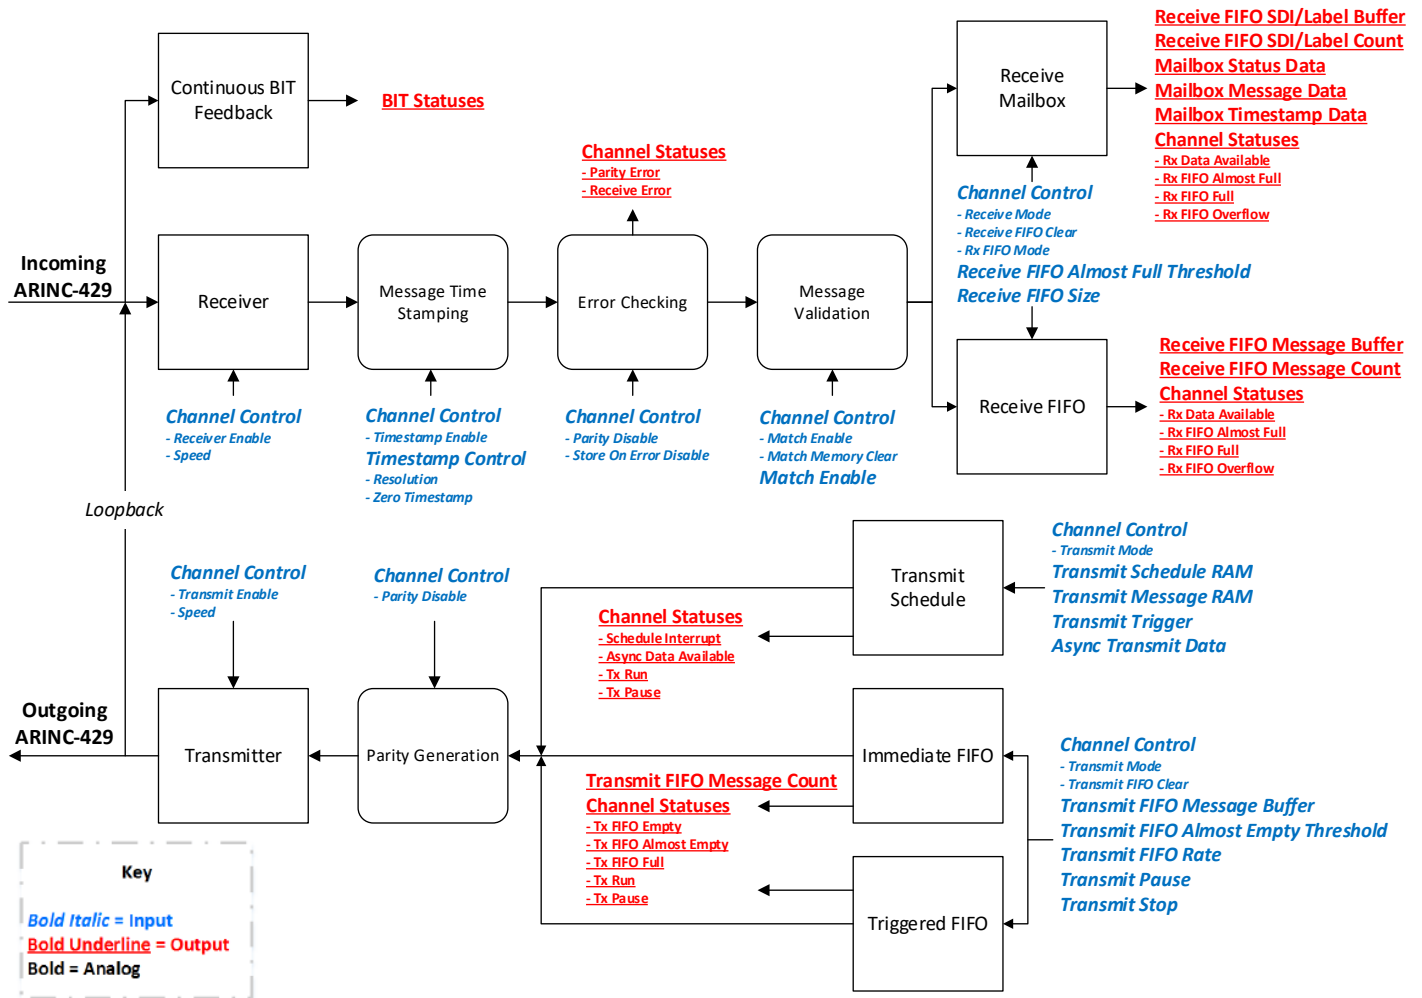 Continuous BIT
Feedback
BIT Statuses
Channel Statuses
- Parity Error
- Receive Error
Receive
Mailbox
Receive FIFO SDI/Label Buffer
Receive FIFO SDI/Label Count
Mailbox Status Data
Mailbox Message Data
Mailbox Timestamp Data
Channel Statuses
- Rx Data Available
- Rx FIFO Almost Full
- Rx FIFO Full
- Rx FIFO Overflow
Channel Control
- Receive Mode
- Receive FIFO Clear
- Rx FIFO Mode
Receive FIFO Almost Full Threshold
Receive FIFO Size
Incoming
ARINC-429
Receiver
Message Time
Stamping
Error Checking
Message
Validation
Receive FIFO
Receive FIFO Message Buffer
Receive FIFO Message Count
Channel Statuses
- Rx Data Available
- Rx FIFO Almost Full
- Rx FIFO Full
- Rx FIFO Overflow
Channel Control
- Receiver Enable
- Speed
Channel Control
- Timestamp Enable
Timestamp Control
- Resolution
- Zero Timestamp
Channel Control
- Parity Disable
- Store On Error Disable
Channel Control
- Match Enable
- Match Memory Clear
Match Enable
Loopback
Channel Control
- Transmit Enable
- Speed
Channel Control
- Parity Disable
Channel Statuses
- Schedule Interrupt
- Async Data Available
- Tx Run
- Tx Pause
Transmit
Schedule
Channel Control
- Transmit Mode
Transmit Schedule RAM
Transmit Message RAM
Transmit Trigger
Async Transmit Data
Outgoing
ARINC-429
Transmitter
Parity Generation
Immediate FIFO
Transmit FIFO Message Count
Channel Statuses
- Tx FIFO Empty
- Tx FIFO Almost Empty
- Tx FIFO Full
- Tx Run
- Tx Pause
Triggered FIFO
Channel Control
- Transmit Mode
- Transmit FIFO Clear
Transmit FIFO Message Buffer
Transmit FIFO Almost Empty Threshold
Transmit FIFO Rate
Transmit Pause
Transmit Stop
Key
Bold Italic = Input
Bold Underline = Output
Bold = Analog